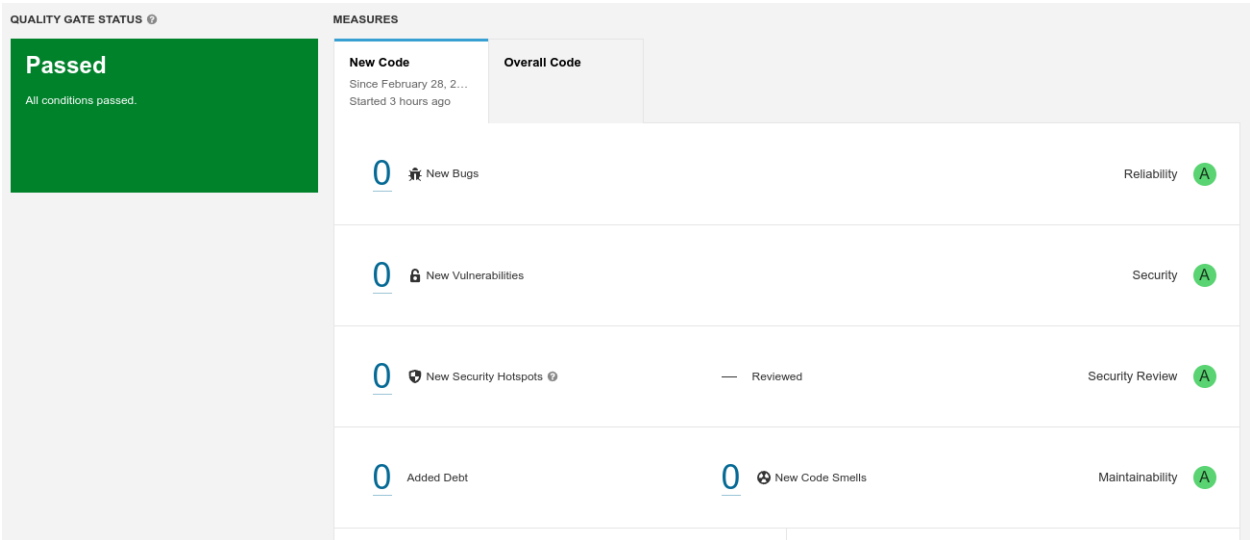 QUALITY GATE STATUS
MEASURES
Passed
All conditions passed.
New Code
Since February 28, 2...
Started 3 hours ago
Overall Code
0 New Bugs
Reliability A
0 New Vulnerabilities
Security A
0 New Security Hotspots
— Reviewed
Security Review A
0 Added Debt
0 New Code Smells
Maintainability A